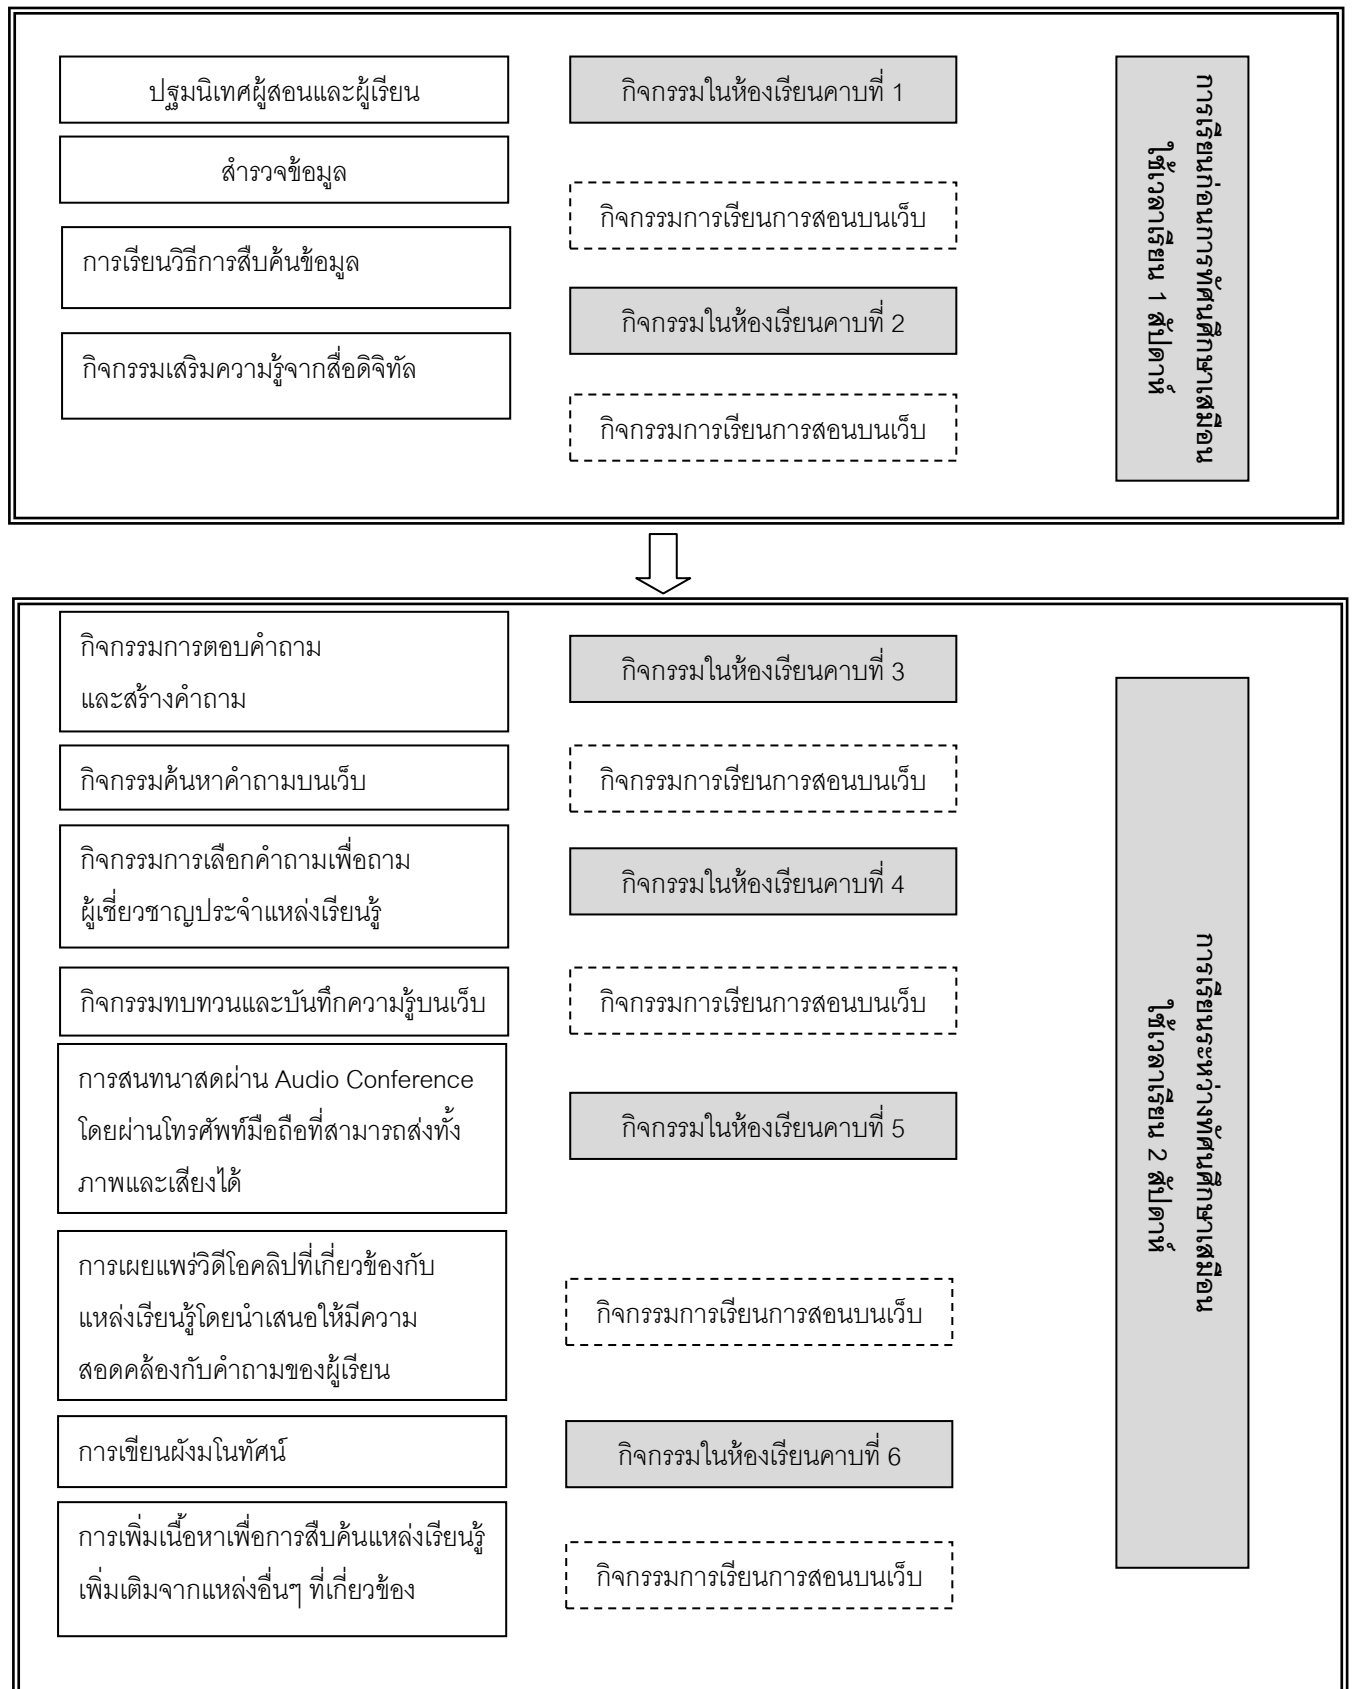 ปฐมนิเทศผู้สอนและผู้เรียน
กิจกรรมในห้องเรียนคาบที่ 1
สำรวจข้อมูล
กิจกรรมการเรียนการสอนบนเว็บ
การเรียนวิธีการสืบค้นข้อมูล
กิจกรรมในห้องเรียนคาบที่ 2
กิจกรรมเสริมความรู้จากสื่อดิจิทัล
กิจกรรมการเรียนการสอนบนเว็บ
การเรียนก่อนการทัศนศึกษาเสมือน
ใช้เวลาเรียน 1 สัปดาห์
กิจกรรมการตอบคำถาม
และสร้างคำถาม
กิจกรรมในห้องเรียนคาบที่ 3
กิจกรรมค้นหาคำถามบนเว็บ
กิจกรรมการเรียนการสอนบนเว็บ
กิจกรรมการเลือกคำถามเพื่อถาม
ผู้เชี่ยวชาญประจำแหล่งเรียนรู้
กิจกรรมในห้องเรียนคาบที่ 4
กิจกรรมทบทวนและบันทึกความรู้บนเว็บ
กิจกรรมการเรียนการสอนบนเว็บ
การสนทนาสดผ่าน Audio Conference
โดยผ่านโทรศัพท์มือถือที่สามารถส่งทั้ง
ภาพและเสียงได้
กิจกรรมในห้องเรียนคาบที่ 5
การเผยแพร่วิดีโอคลิปที่เกี่ยวข้องกับ
แหล่งเรียนรู้โดยนำเสนอให้มีความ
สอดคล้องกับคำถามของผู้เรียน
กิจกรรมการเรียนการสอนบนเว็บ
การเขียนผังมโนทัศน์
กิจกรรมในห้องเรียนคาบที่ 6
การเพิ่มเนื้อหาเพื่อการสืบค้นแหล่งเรียนรู้
เพิ่มเติมจากแหล่งอื่นๆ ที่เกี่ยวข้อง
กิจกรรมการเรียนการสอนบนเว็บ
การเรียนระหว่างทัศนศึกษาเสมือน
ใช้เวลาเรียน 2 สัปดาห์